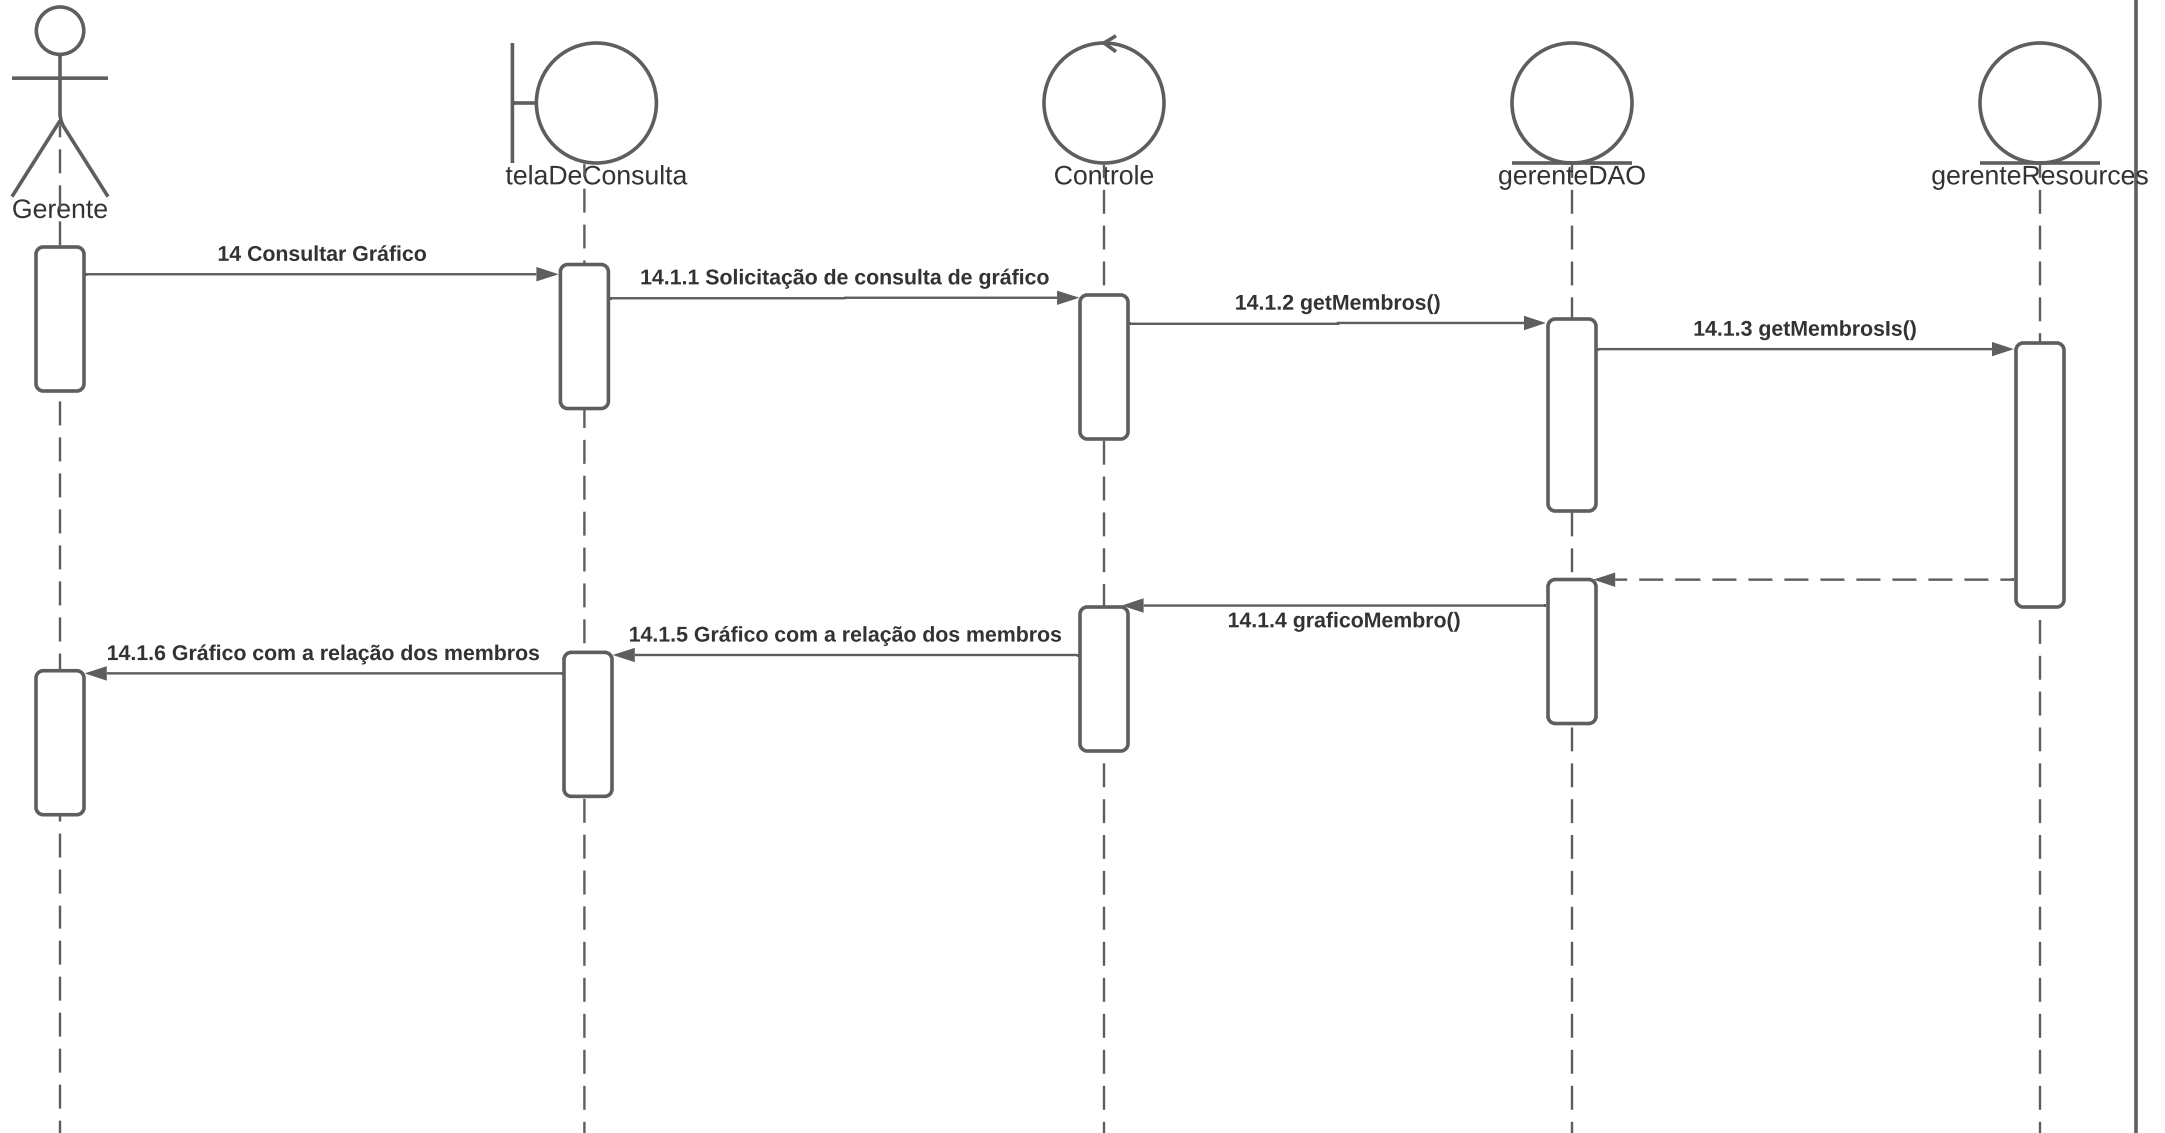 telaDeConsulta
Controle
gerenteDAO
gerenteResources
Gerente
14 Consultar Gráfico
14.1.1 Solicitação de consulta de gráfico
14.1.2 getMembros()
14.1.3 getMembrosIs()
14.1.4 graficoMembro()
14.1.5 Gráfico com a relação dos membros
14.1.6 Gráfico com a relação dos membros